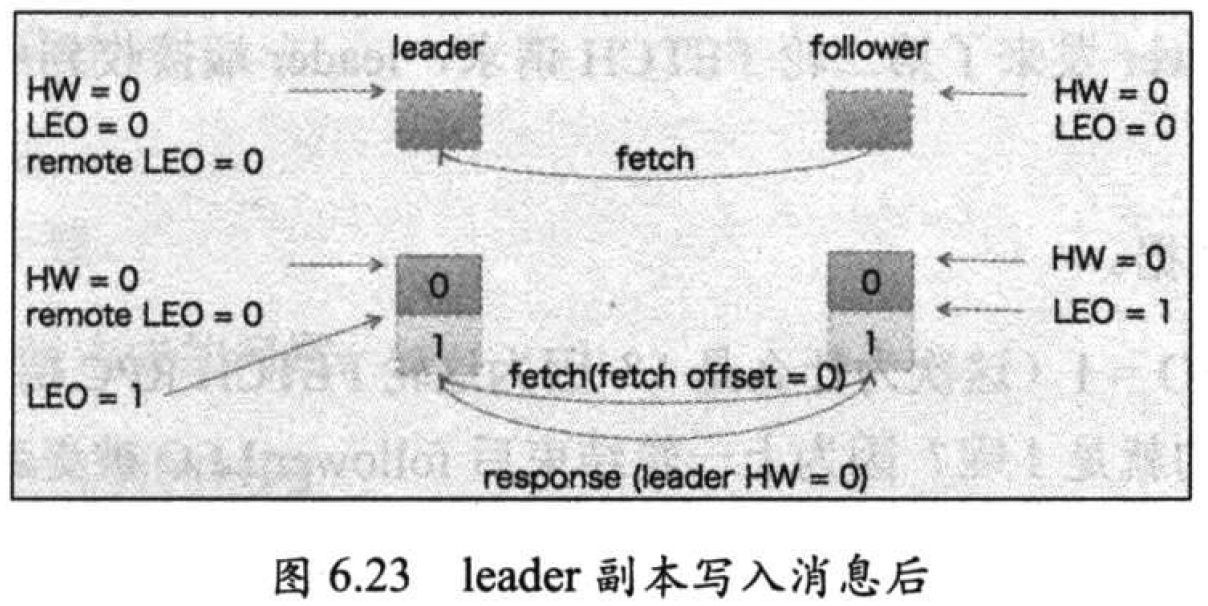 leader
follower
HW = 0
LEO = 0
remote LEO = 0
HW = 0
LEO = 0
fetch
HW = 0
remote LEO = 0
LEO = 1
0
1
0
1
HW = 0
LEO = 1
fetch(fetch offset = 0)
response (leader HW = 0)
图 6.23 leader 副本写入消息后